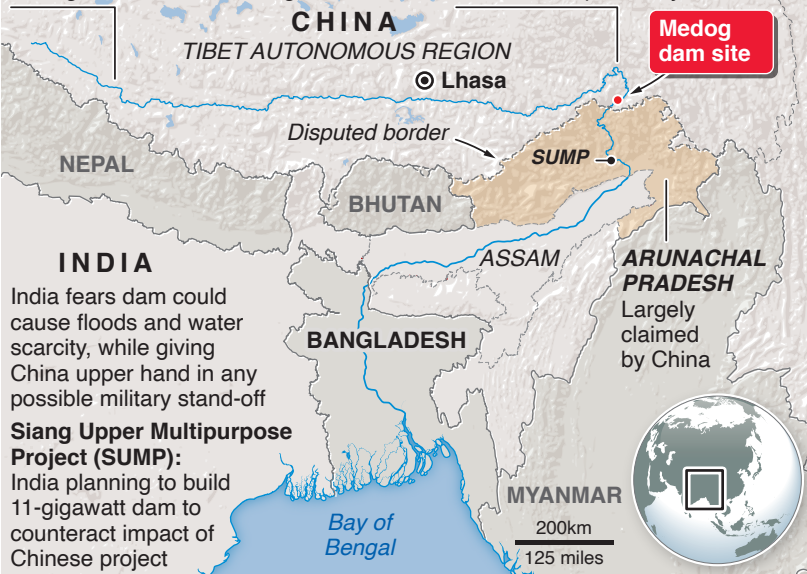 CHINA
TIBET AUTONOMOUS REGION
Lhasa
Medog
dam site
Disputed border
SUMP
NEPAL
BHUTAN
INDIA
India fears dam could
cause floods and water
scarcity, while giving
China upper hand in any
possible military stand-off
Siang Upper Multipurpose
Project (SUMP):
India planning to build
11-gigawatt dam to
counteract impact of
Chinese project
ASSAM
ARUNACHAL
PRADESH
Largely
claimed
by China
BANGLADESH
Bay of
Bengal
MYANMAR
200km
125 miles